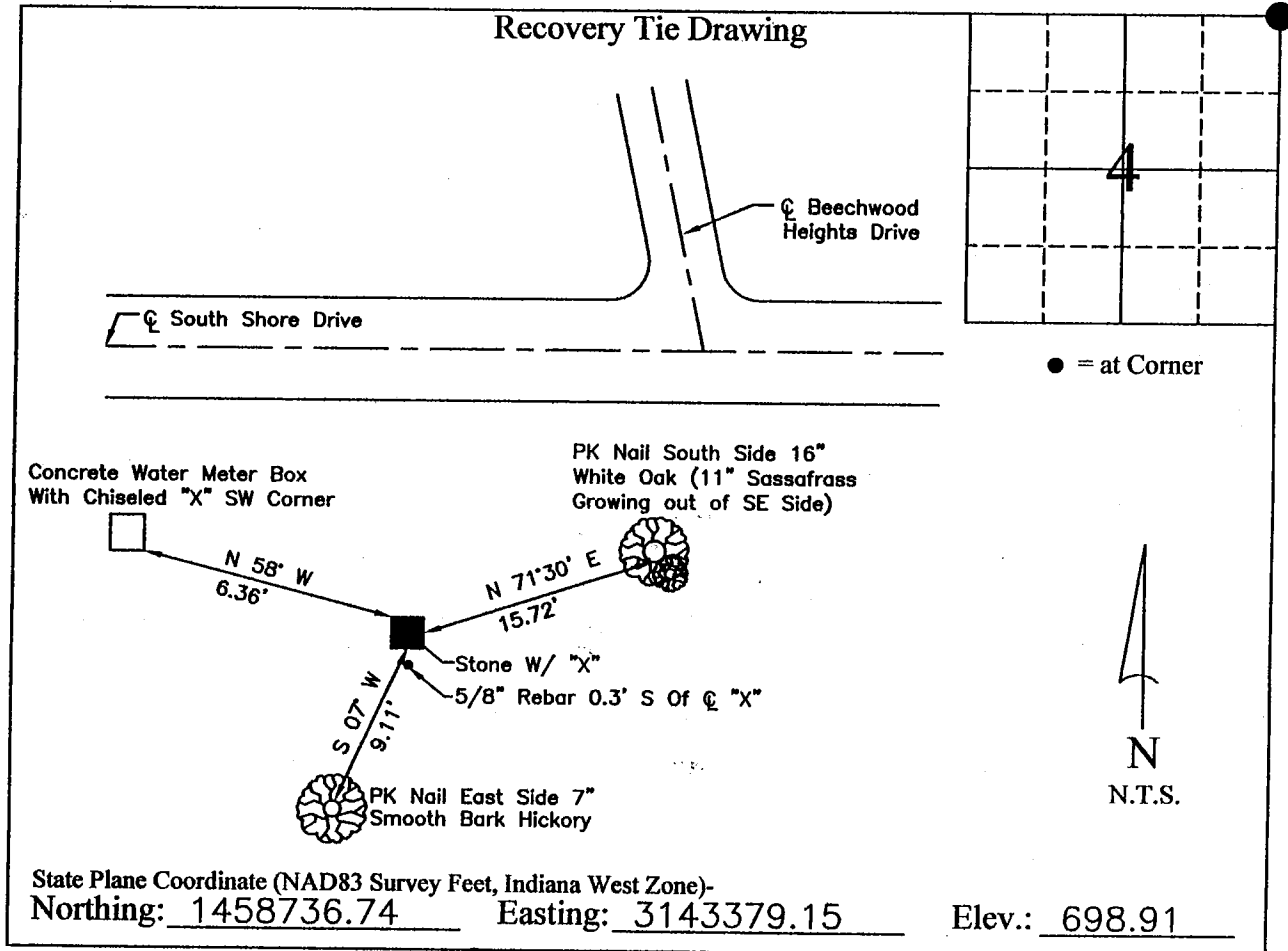 Recovery Tie Drawing
4
℄ Beechwood
Heights Drive
℄ South Shore Drive
● = at Corner
Concrete Water Meter Box
With Chiseled "X" SW Corner
PK Nail South Side 16"
White Oak (11" Sassafrass
Growing out of SE Side)
N 58° W
6.36'
N 71°30' E
15.72'
Stone W/ "X"
5/8" Rebar 0.3' S Of ℄ "X"
S 07° W
9.11'
PK Nail East Side 7"
Smooth Bark Hickory
N
N.T.S.
State Plane Coordinate (NAD83 Survey Feet, Indiana West Zone)-
Northing: 1458736.74 Easting: 3143379.15 Elev.: 698.91